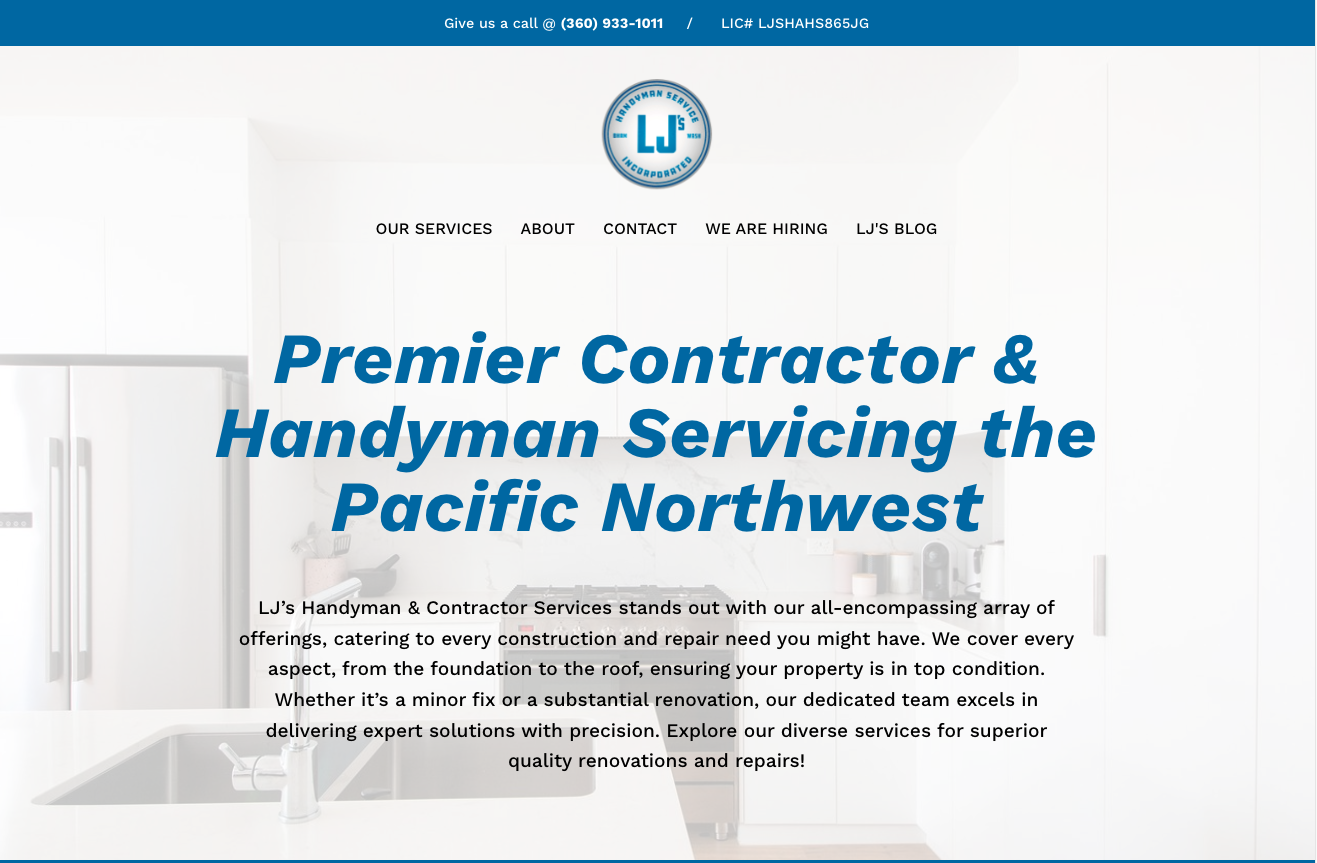 Give us a call @ (360) 933-1011 / LIC# LJSHAHS865JG
HANDYMAN SERVICE
LJ's
INCORPORATED
OUR SERVICES ABOUT CONTACT WE ARE HIRING LJ'S BLOG
Premier Contractor &
Handyman Servicing the
Pacific Northwest
LJ’s Handyman & Contractor Services stands out with our all-encompassing array of
offerings, catering to every construction and repair need you might have. We cover every
aspect, from the foundation to the roof, ensuring your property is in top condition.
Whether it’s a minor fix or a substantial renovation, our dedicated team excels in
delivering expert solutions with precision. Explore our diverse services for superior
quality renovations and repairs!